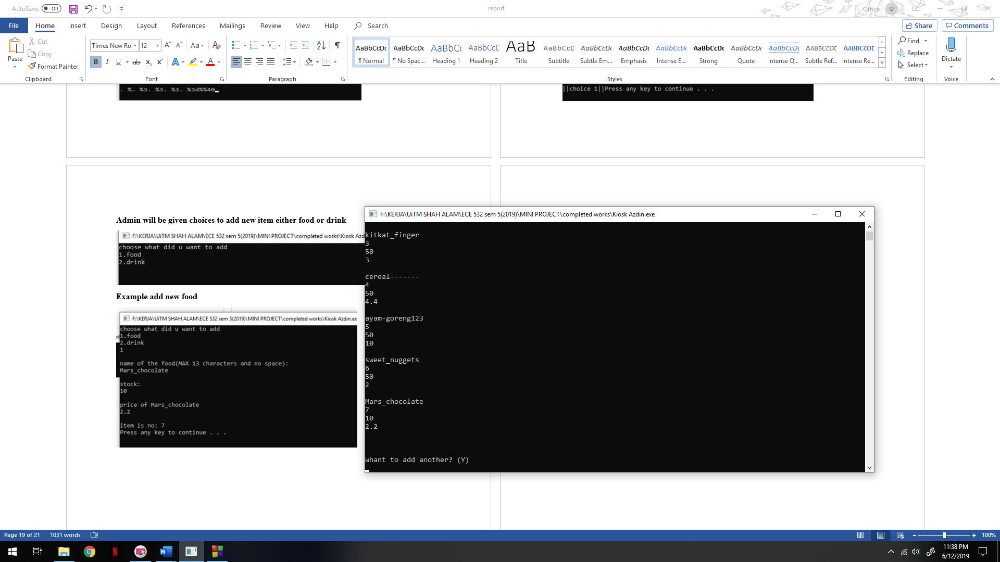 AutoSave Off report Office O
File Home Insert Design Layout References Mailings Review View Help Search Share Comments
Paste Cut Copy Format Painter
Times New Ro 12
AaBbCcDc AaBbCcDc AaBbCc AaBbCcD AaB AaBbCcD AaBbCcDc AaBbCcDc AaBbCcDc AaBbCcDc AaBbCcDc AaBbCcDc AABBCCDE AABBCCDE
¶ Normal ¶ No Spac... Heading 1 Heading 2 Title Subtitle Subtle Em... Emphasis Intense E... Strong Quote Intense Q... Subtle Ref... Intense Re...
Find Replace Select
Dictate
Clipboard Font Paragraph Styles Editing Voice
. %. %3. %3. %3. %3d%%40_
||choice 1||Press any key to continue . . .
Admin will be given choices to add new item either food or drink
F:\KERJA\UiTM SHAH ALAM\ECE 532 sem 5(2019)\MINI PROJECT\completed works\Kiosk Azd
choose what did u want to add
1.food
2.drink
Example add new food
F:\KERJA\UiTM SHAH ALAM\ECE 532 sem 5(2019)\MINI PROJECT\completed works\Kiosk Azdin.exe
choose what did u want to add
1.food
2.drink
1
name of the food(MAX 13 characters and no space):
Mars_chocolate
stock:
10
price of Mars_chocolate
2.2
item is no: 7
Press any key to continue . . .
F:\KERJA\UiTM SHAH ALAM\ECE 532 sem 5(2019)\MINI PROJECT\completed works\Kiosk Azdin.exe
kitkat_finger
3
50
3
cereal-------
4
50
4.4
ayam-goreng123
5
50
10
sweet_nuggets
6
50
2
Mars_chocolate
7
10
2.2
whant to add another? (Y)
Page 19 of 21 1031 words 100%
11:38 PM
6/12/2019